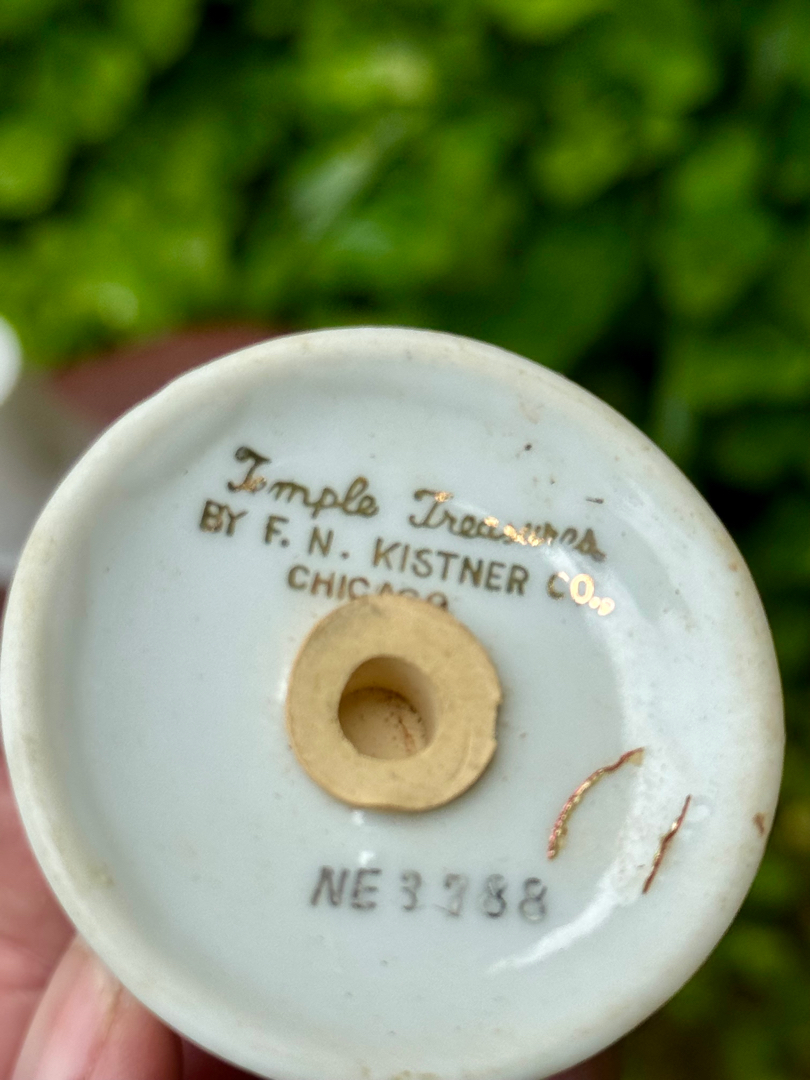 Temple Treasures
BY F. N. KISTNER CO.,
CHICAGO
NE 3388